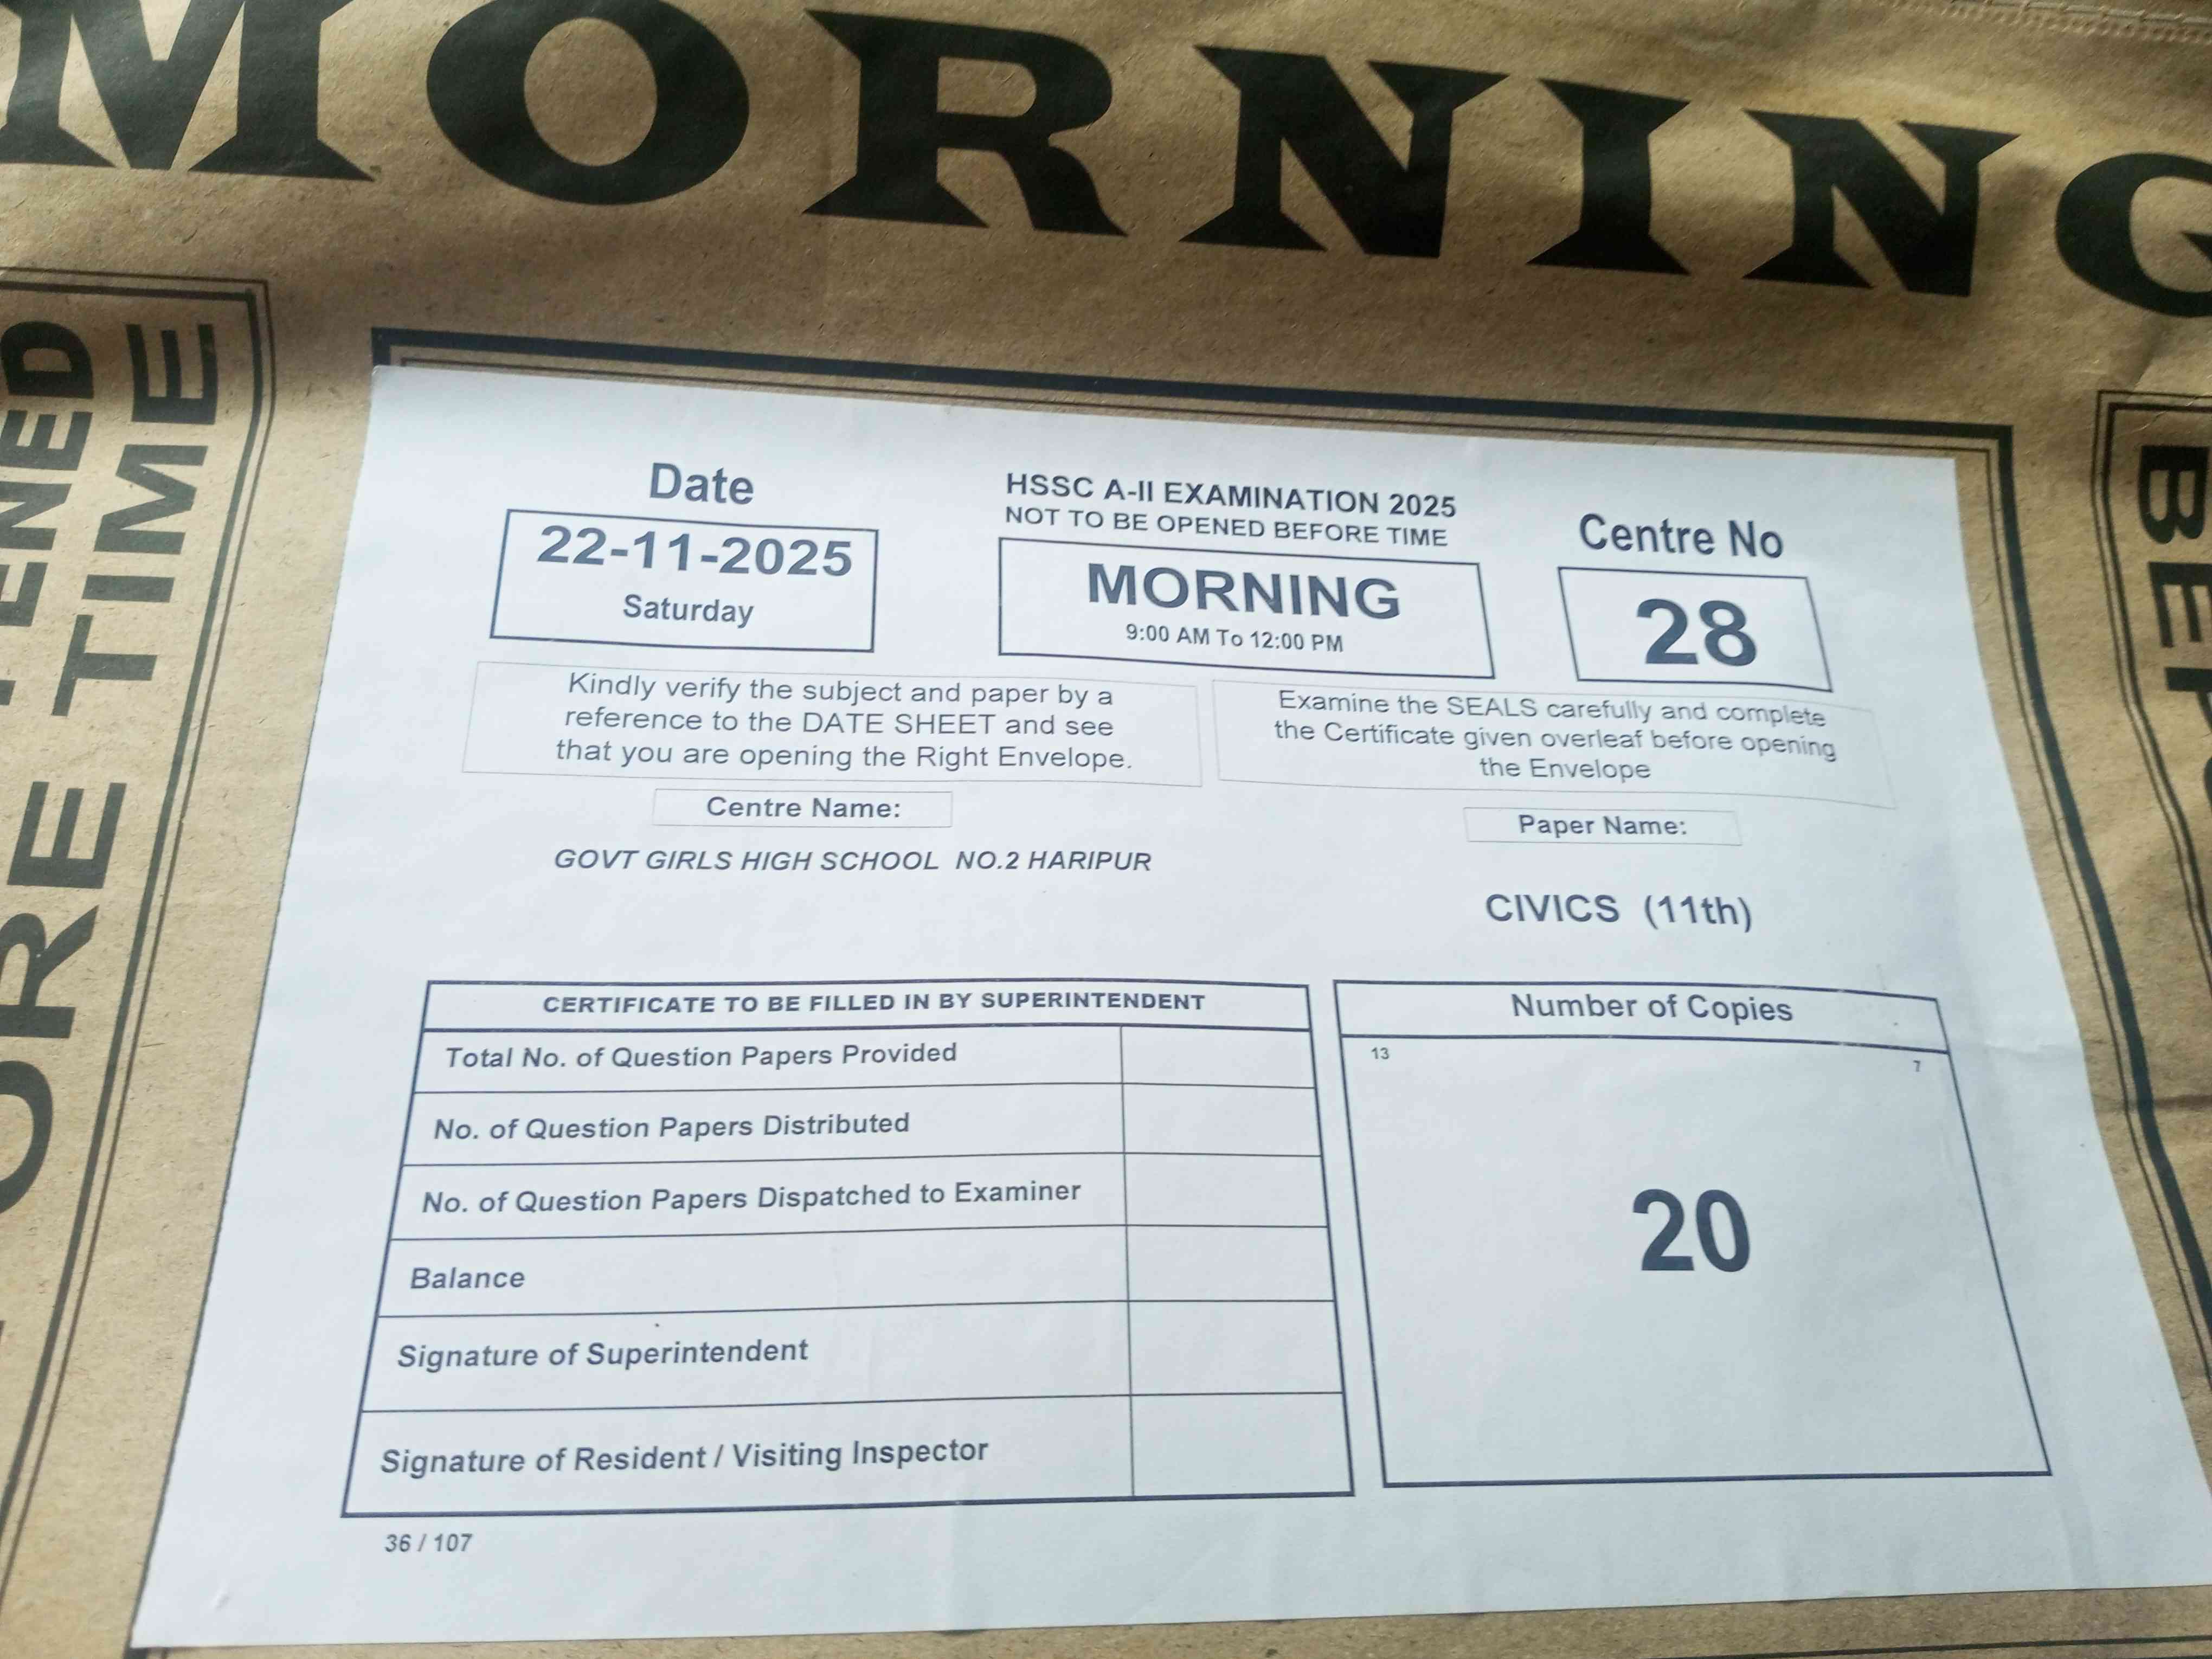 MORNING
Date
22-11-2025
Saturday
HSSC A-II EXAMINATION 2025
NOT TO BE OPENED BEFORE TIME
MORNING
9:00 AM To 12:00 PM
Centre No
28
Kindly verify the subject and paper by a
reference to the DATE SHEET and see
that you are opening the Right Envelope.
Examine the SEALS carefully and complete
the Certificate given overleaf before opening
the Envelope
Centre Name:
GOVT GIRLS HIGH SCHOOL NO.2 HARIPUR
Paper Name:
CIVICS (11th)
CERTIFICATE TO BE FILLED IN BY SUPERINTENDENT
Total No. of Question Papers Provided
No. of Question Papers Distributed
No. of Question Papers Dispatched to Examiner
Balance
Signature of Superintendent
Signature of Resident / Visiting Inspector
Number of Copies
13
7
20
36 / 107
TIME